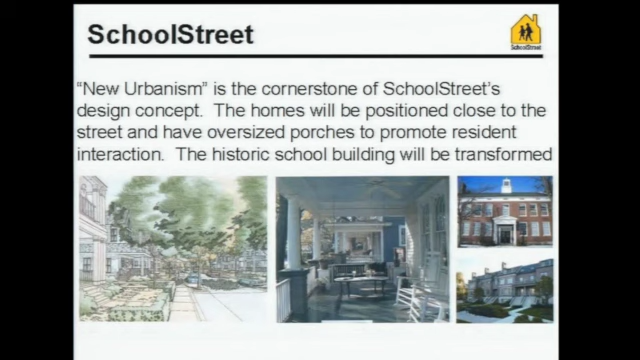 SchoolStreet
SchoolStreet
"New Urbanism" is the cornerstone of SchoolStreet's
design concept. The homes will be positioned close to the
street and have oversized porches to promote resident
interaction. The historic school building will be transformed